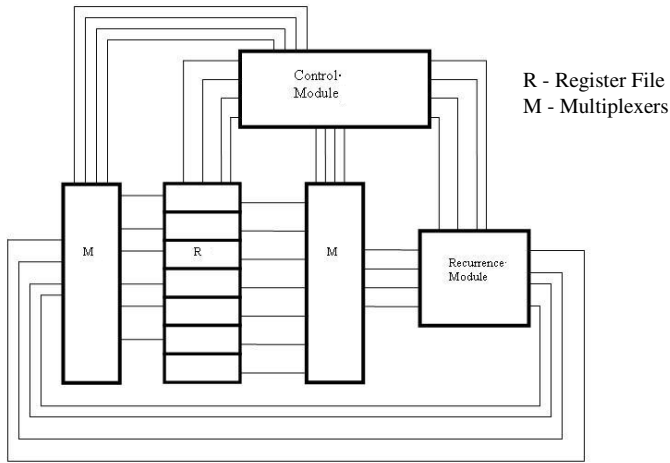 Control·
Module
R - Register File
M - Multiplexers
M
R
M
Recurrence·
Module